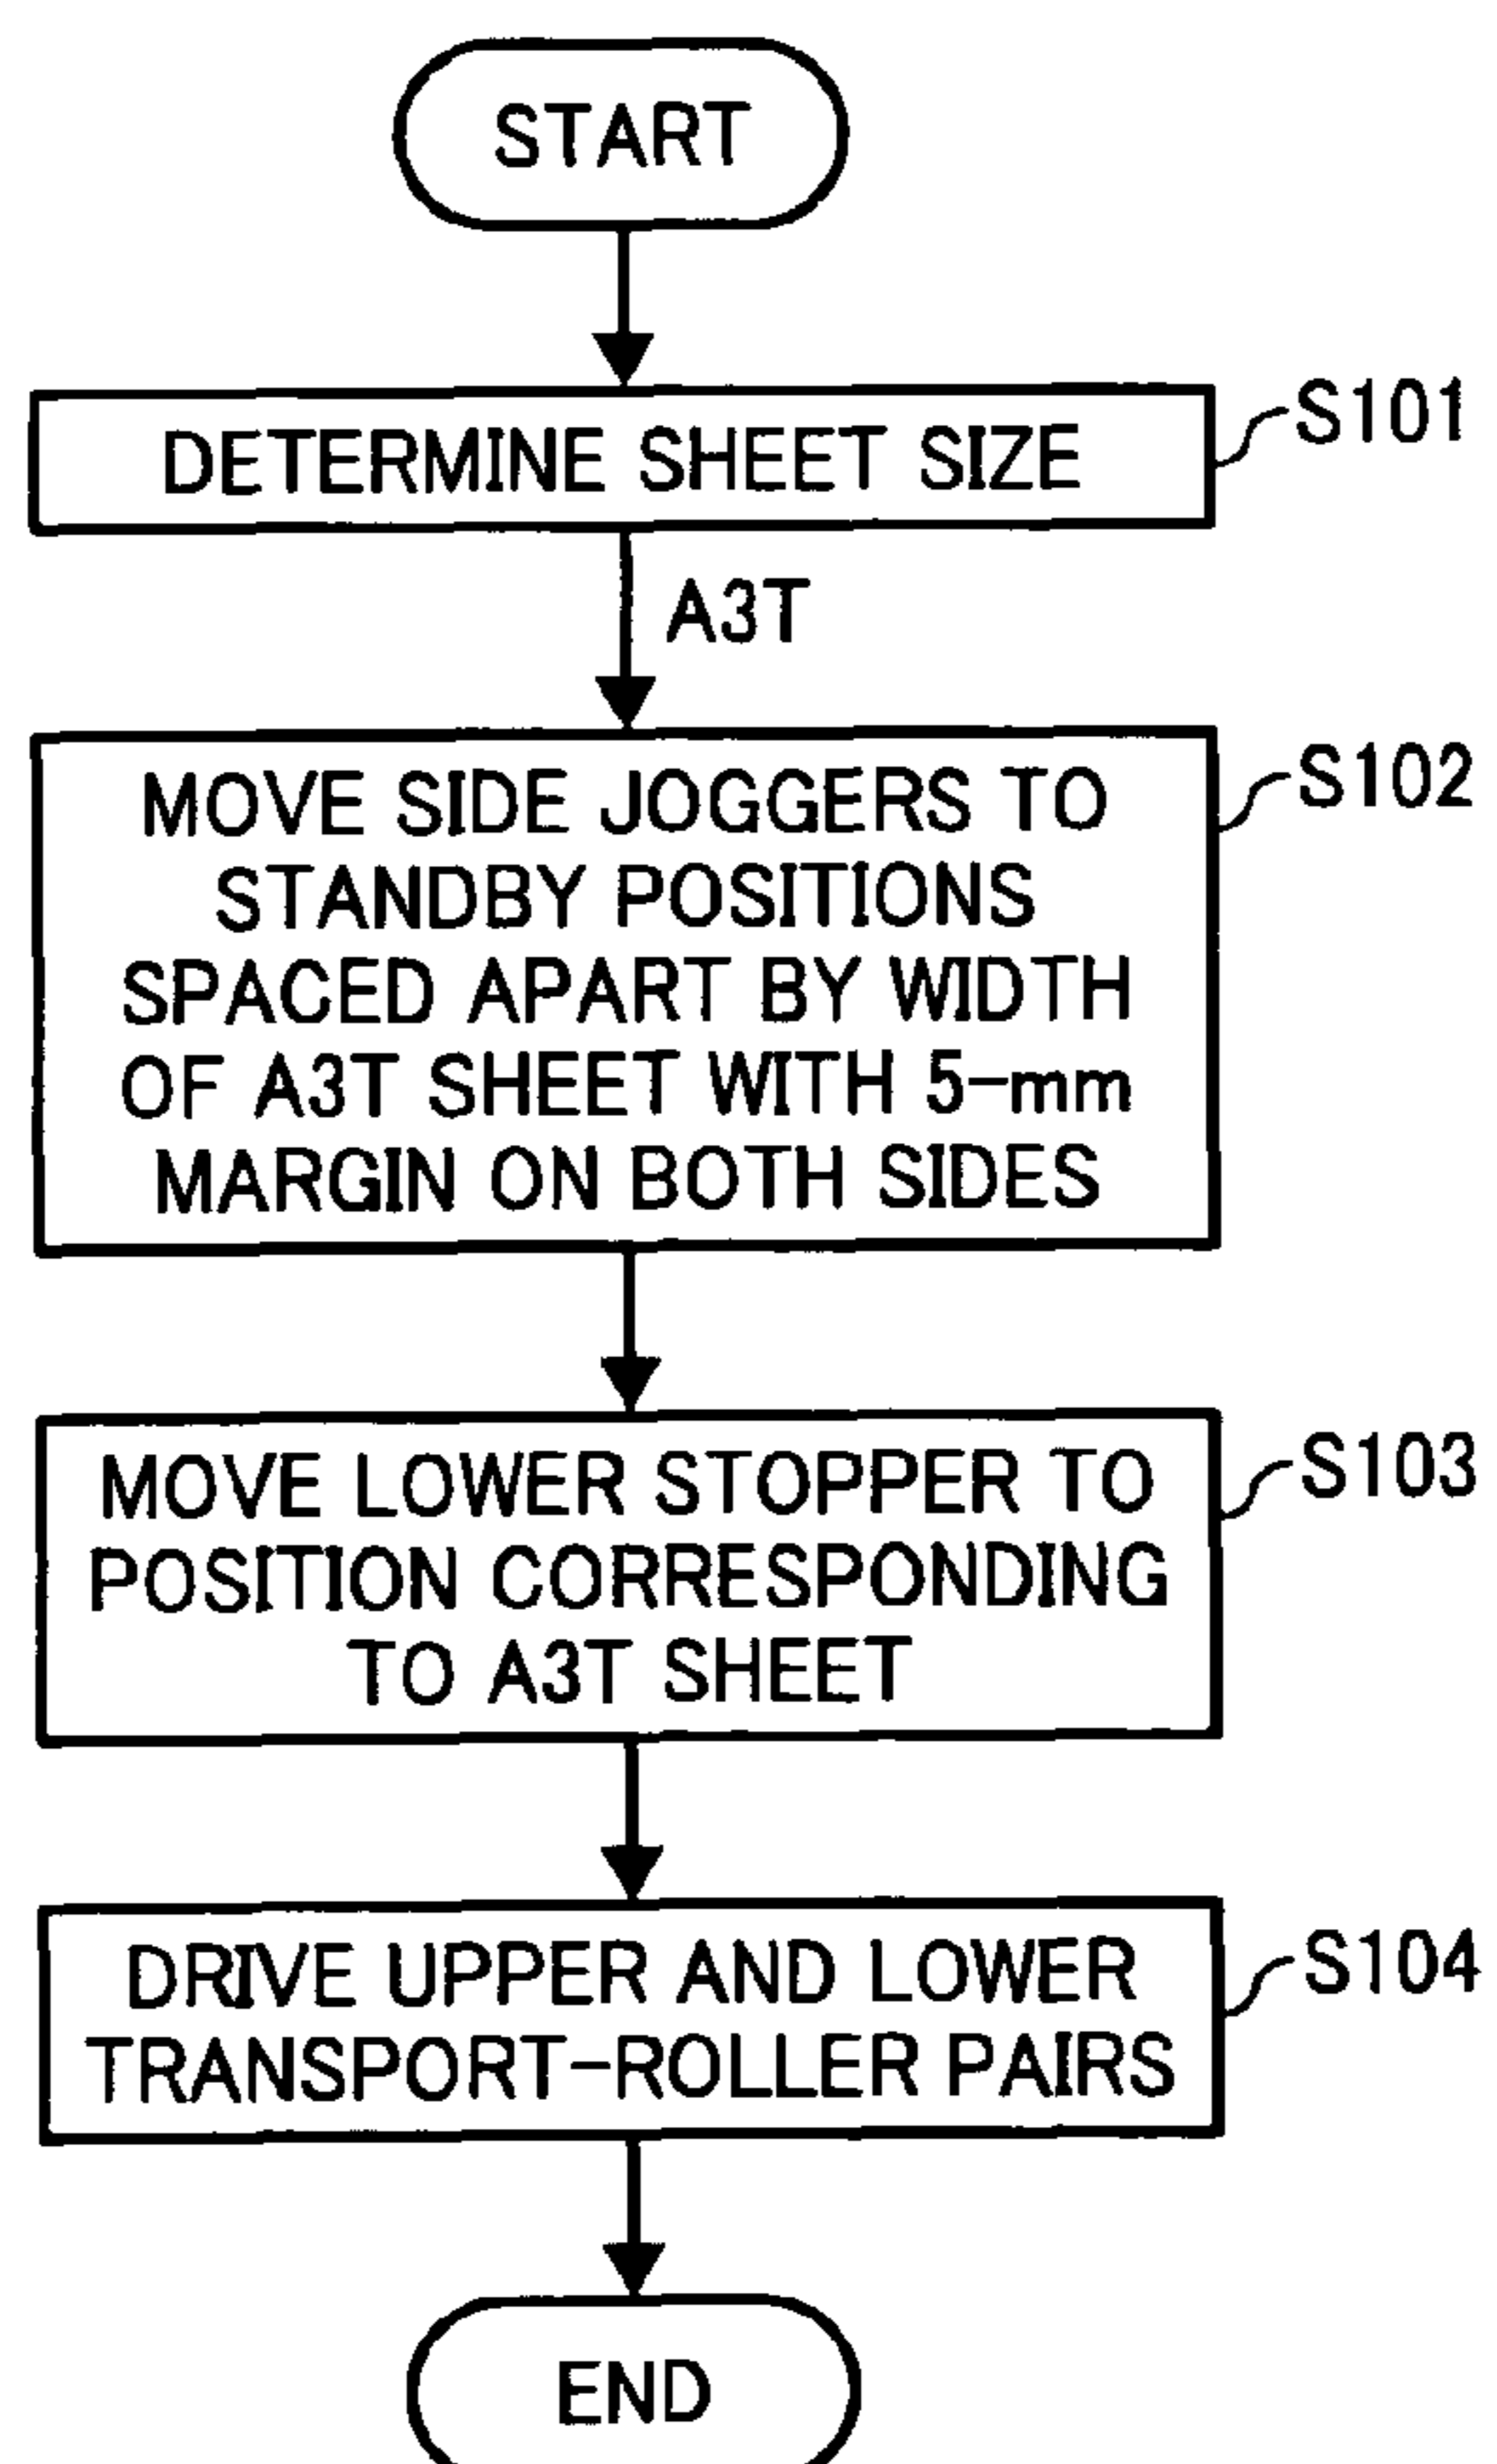 START
DETERMINE SHEET SIZE
S101
A3T
MOVE SIDE JOGGERS TO
STANDBY POSITIONS
SPACED APART BY WIDTH
OF A3T SHEET WITH 5-mm
MARGIN ON BOTH SIDES
S102
MOVE LOWER STOPPER TO
POSITION CORRESPONDING
TO A3T SHEET
S103
DRIVE UPPER AND LOWER
TRANSPORT-ROLLER PAIRS
S104
END